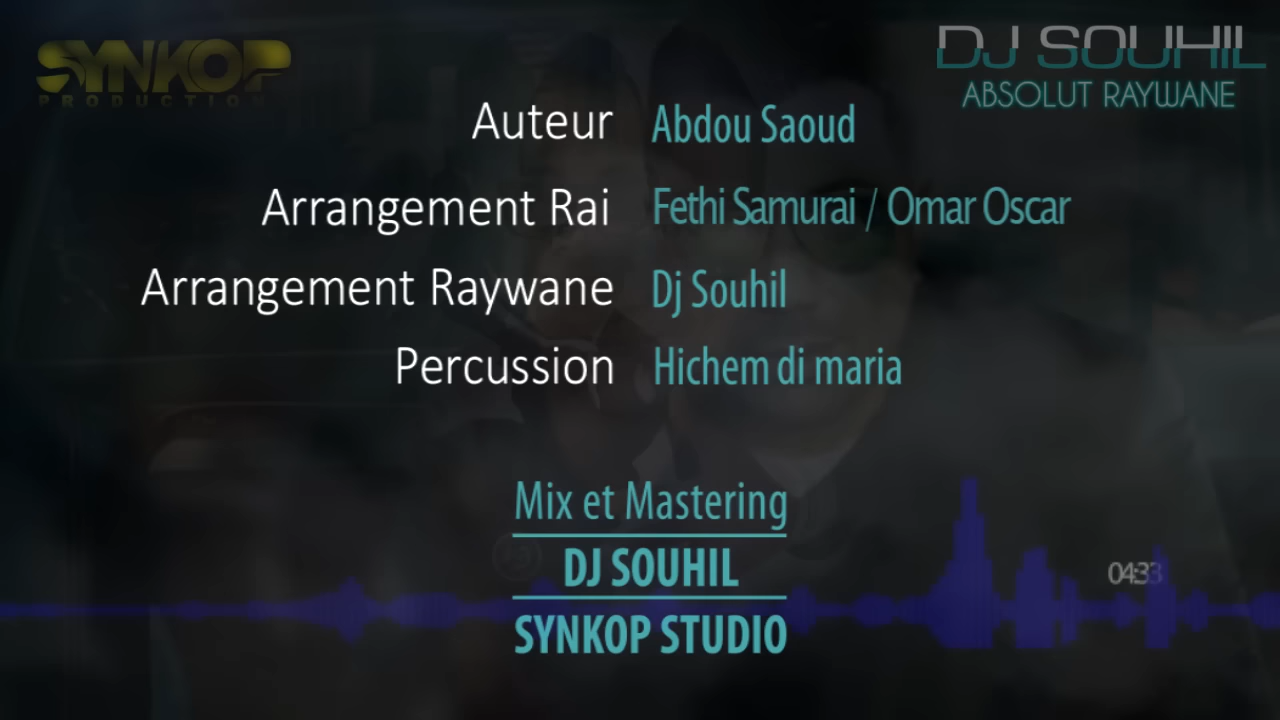 SYNKOP
PRODUCTION
DJ SOUHIL
ABSOLUT RAYWANE
Auteur Abdou Saoud
Arrangement Rai Fethi Samurai / Omar Oscar
Arrangement Raywane Dj Souhil
Percussion Hichem di maria
Mix et Mastering
DJ SOUHIL
SYNKOP STUDIO
04:33